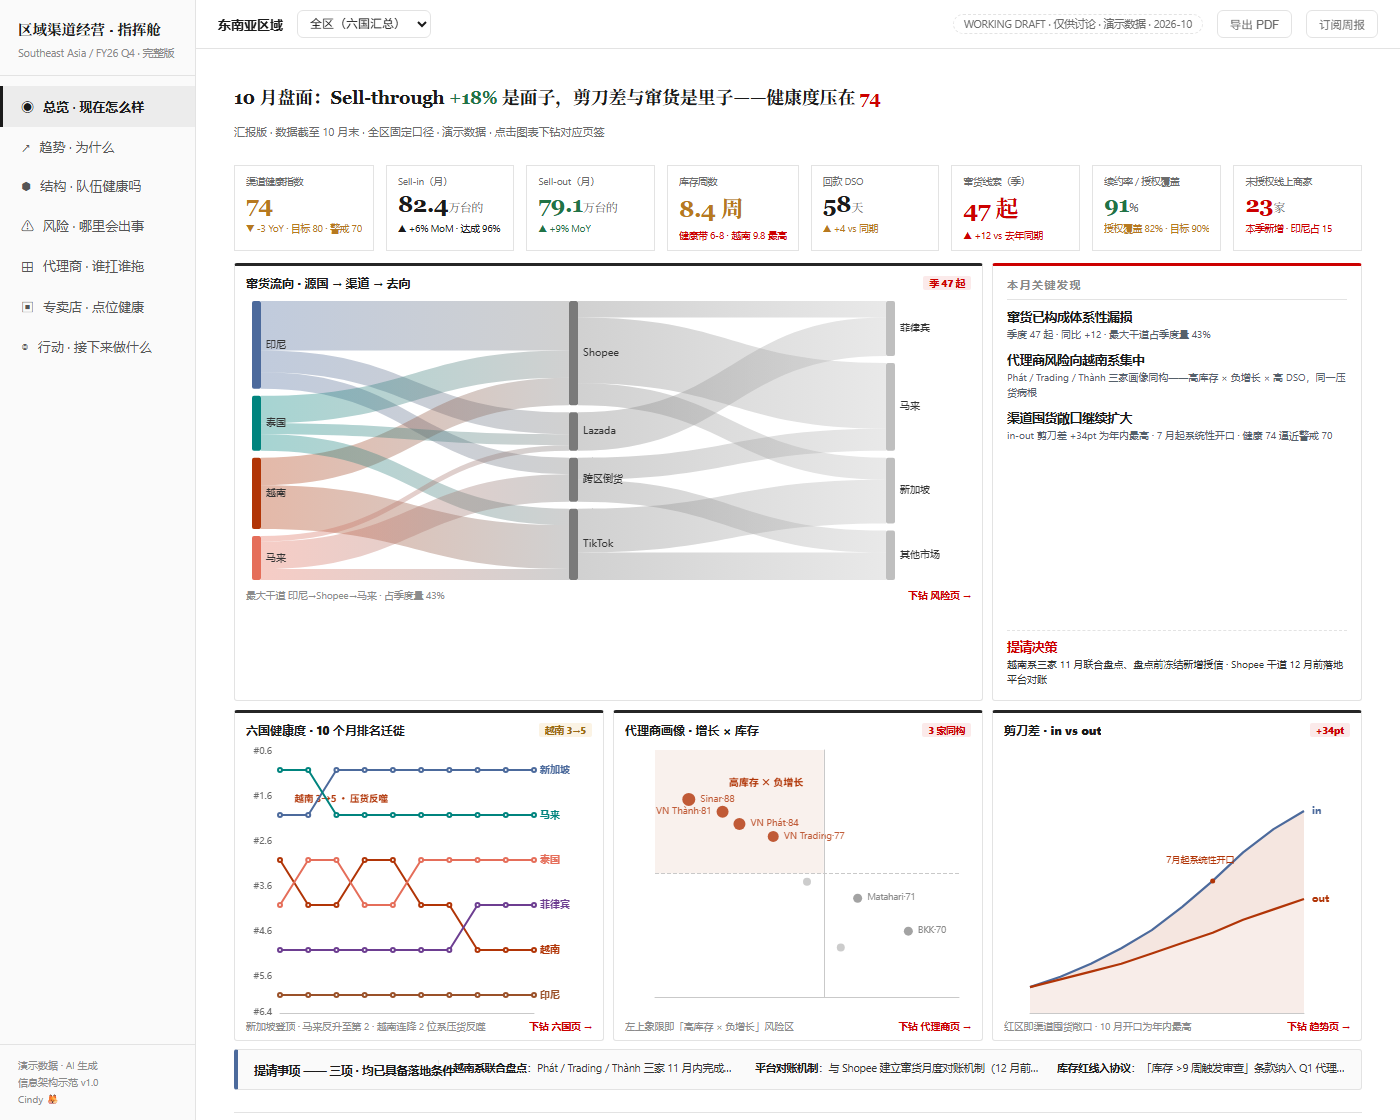 区域渠道经营 · 指挥舱
Southeast Asia / FY26 Q4 · 完整版
总览 · 现在怎么样
趋势 · 为什么
结构 · 队伍健康吗
风险 · 哪里会出事
代理商 · 谁扛谁拖
专卖店 · 点位健康
行动 · 接下来做什么
演示数据 · AI 生成
信息架构示范 v1.0
Cindy
东南亚区域
全区（六国汇总）
WORKING DRAFT · 仅供讨论 · 演示数据 · 2026-10
导出 PDF
订阅周报
10 月盘面：Sell-through +18% 是面子，剪刀差与窜货是里子——健康度压在 74
汇报版 · 数据截至 10 月末 · 全区固定口径 · 演示数据 · 点击图表下钻对应页签
渠道健康指数
74
▼ -3 YoY · 目标 80 · 警戒 70
Sell-in（月）
82.4万台的
▲ +6% MoM · 达成 96%
Sell-out（月）
79.1万台的
▲ +9% MoY
库存周数
8.4 周
健康带 6-8 · 越南 9.8 最高
回款 DSO
58天
▲ +4 vs 同期
窜货线索（季）
47 起
▲ +12 vs 去年同期
续约率 / 授权覆盖
91%
授权覆盖 82% · 目标 90%
未授权线上商家
23家
本季新增 · 印尼占 15
窜货流向 · 源国 → 渠道 → 去向
季 47 起
印尼
泰国
越南
马来
Shopee
Lazada
跨区倒货
TikTok
菲律宾
马来
新加坡
其他市场
最大干道 印尼→Shopee→马来 · 占季度量 43%
下钻 风险页 →
本月关键发现
窜货已构成体系性漏损
季度 47 起 · 同比 +12 · 最大干道占季度量 43%
代理商风险向越南系集中
Phát / Trading / Thành 三家画像同构——高库存 × 负增长 × 高 DSO，同一压
货病根
渠道囤货敞口继续扩大
in-out 剪刀差 +34pt 为年内最高 · 7 月起系统性开口 · 健康 74 逼近警戒 70
提请决策
越南系三家 11 月联合盘点、盘点前冻结新增授信 · Shopee 干道 12 月前落地
平台对账
六国健康度 · 10 个月排名迁徙
越南 3→5
#0.6
#1.6
#2.6
#3.6
#4.6
#5.6
#6.4
越南 3→5 · 压货反噬
新加坡
马来
泰国
菲律宾
越南
印尼
新加坡登顶 · 马来反升至第 2 · 越南连降 2 位系压货反噬
下钻 六国页 →
代理商画像 · 增长 × 库存
3 家同构
高库存 × 负增长
Sinar·88
VN Thành·81
VN Phát·84
VN Trading·77
Matahari·71
BKK·70
左上象限即「高库存 × 负增长」风险区
下钻 代理商页 →
剪刀差 · in vs out
+34pt
in
7月起系统性开口
out
红区即渠道囤货敞口 · 10 月开口为年内最高
下钻 趋势页 →
提请事项 —— 三项 · 均已具备落地条件
越南系联合盘点：Phát / Trading / Thành 三家 11 月内完成...
平台对账机制：与 Shopee 建立窜货月度对账机制（12 月前...
库存红线入协议：「库存 >9 周触发审查」条款纳入 Q1 代理...